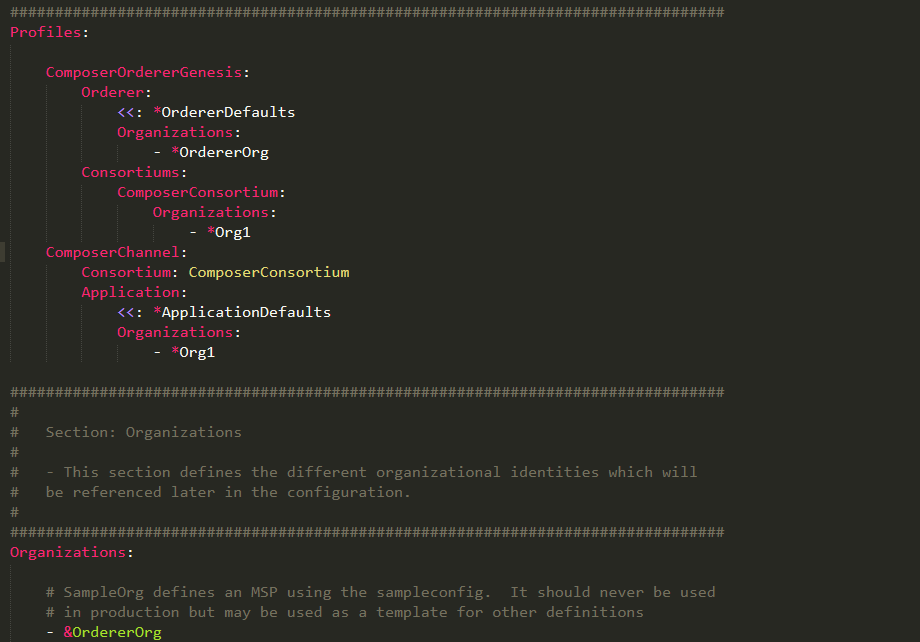 ################################################################################
Profiles:
ComposerOrdererGenesis:
Orderer:
<<: *OrdererDefaults
Organizations:
- *OrdererOrg
Consortiums:
ComposerConsortium:
Organizations:
- *Org1
ComposerChannel:
Consortium: ComposerConsortium
Application:
<<: *ApplicationDefaults
Organizations:
- *Org1
################################################################################
#
#   Section: Organizations
#
#   - This section defines the different organizational identities which will
#   be referenced later in the configuration.
#
################################################################################
Organizations:
# SampleOrg defines an MSP using the sampleconfig.  It should never be used
# in production but may be used as a template for other definitions
- &OrdererOrg